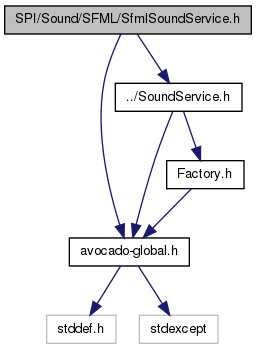 SPI/Sound/SFML/SfmlSoundService.h
../SoundService.h
Factory.h
avocado-global.h
stddef.h
stdexcept